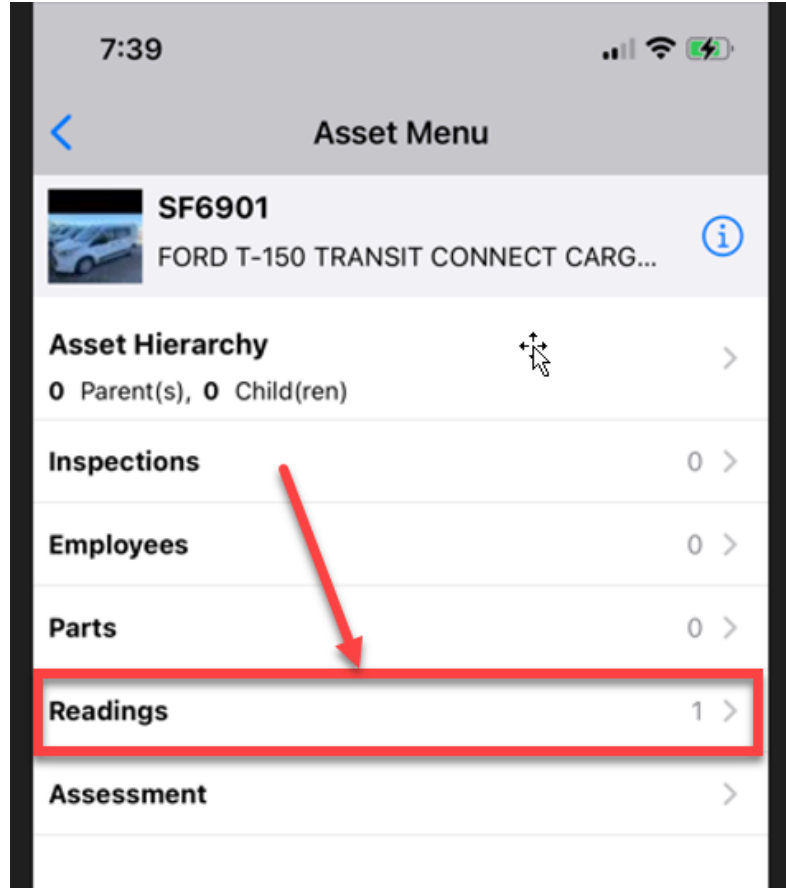 7:39
Asset Menu
SF6901
FORD T-150 TRANSIT CONNECT CARG...
Asset Hierarchy
0 Parent(s), 0 Child(ren)
Inspections 0
Employees 0
Parts 0
Readings 1
Assessment